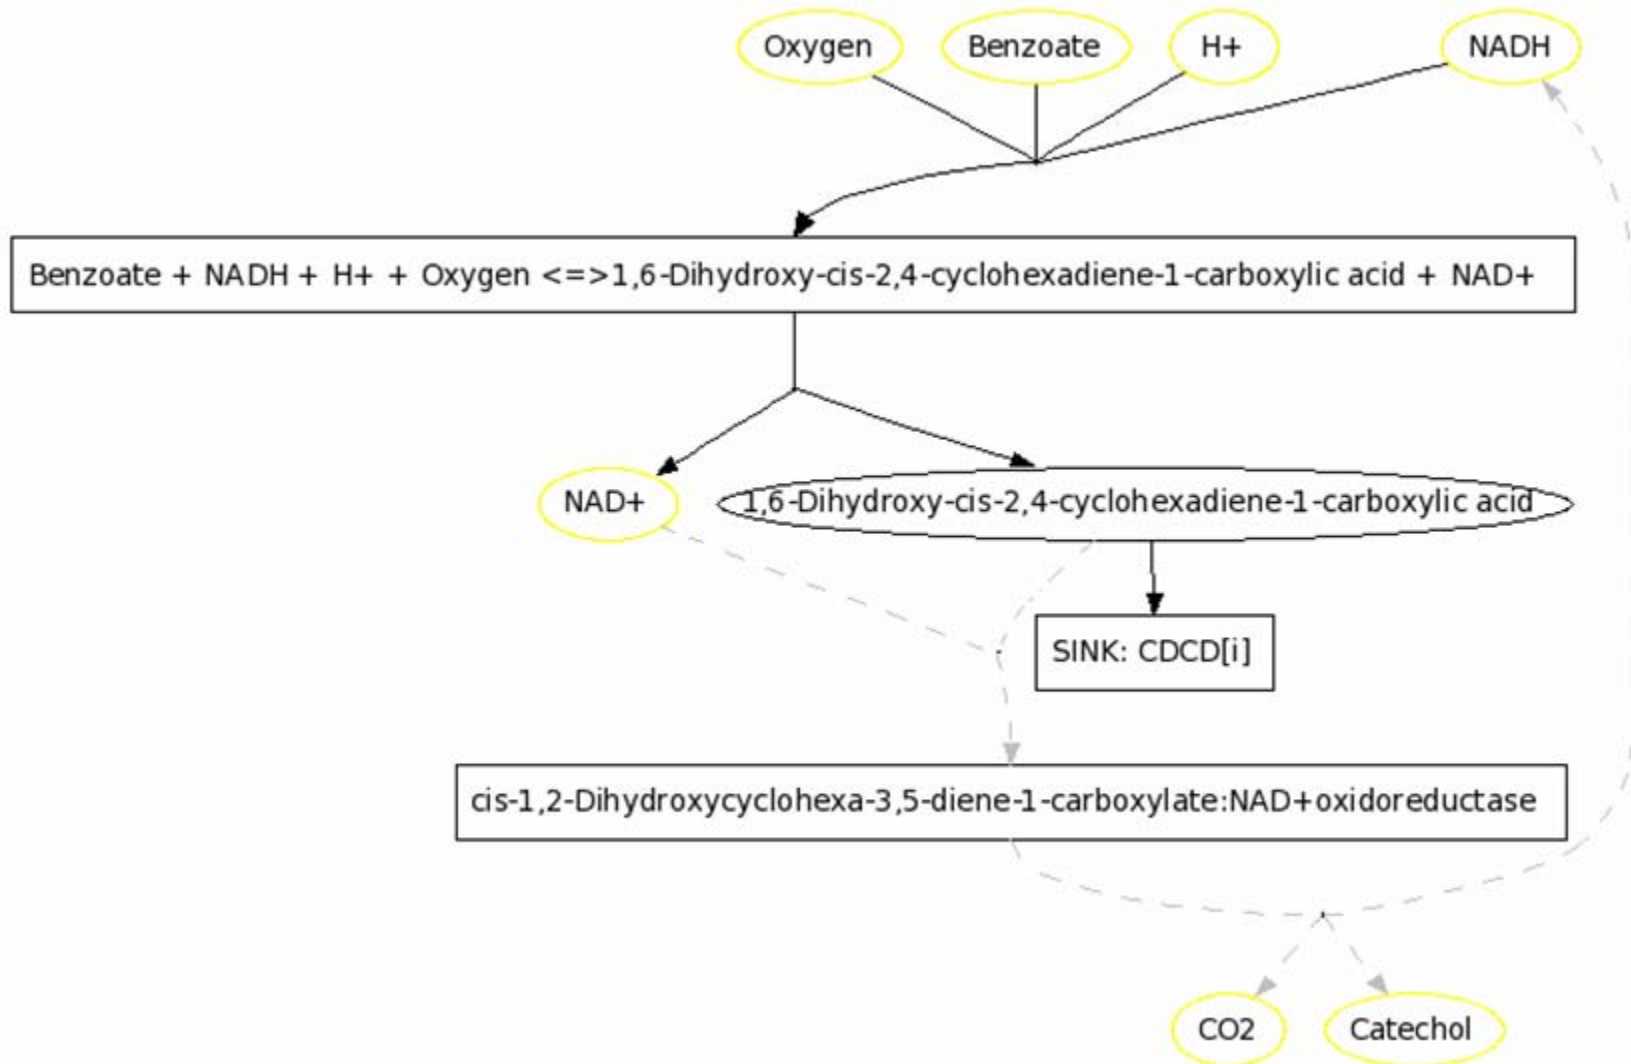 Oxygen
Benzoate
H+
NADH
Benzoate + NADH + H+ + Oxygen <=>1,6-Dihydroxy-cis-2,4-cyclohexadiene-1-carboxylic acid + NAD+
NAD+
1,6-Dihydroxy-cis-2,4-cyclohexadiene-1-carboxylic acid
SINK: CDCD[i]
cis-1,2-Dihydroxycyclohexa-3,5-diene-1-carboxylate:NAD+oxidoreductase
CO2
Catechol